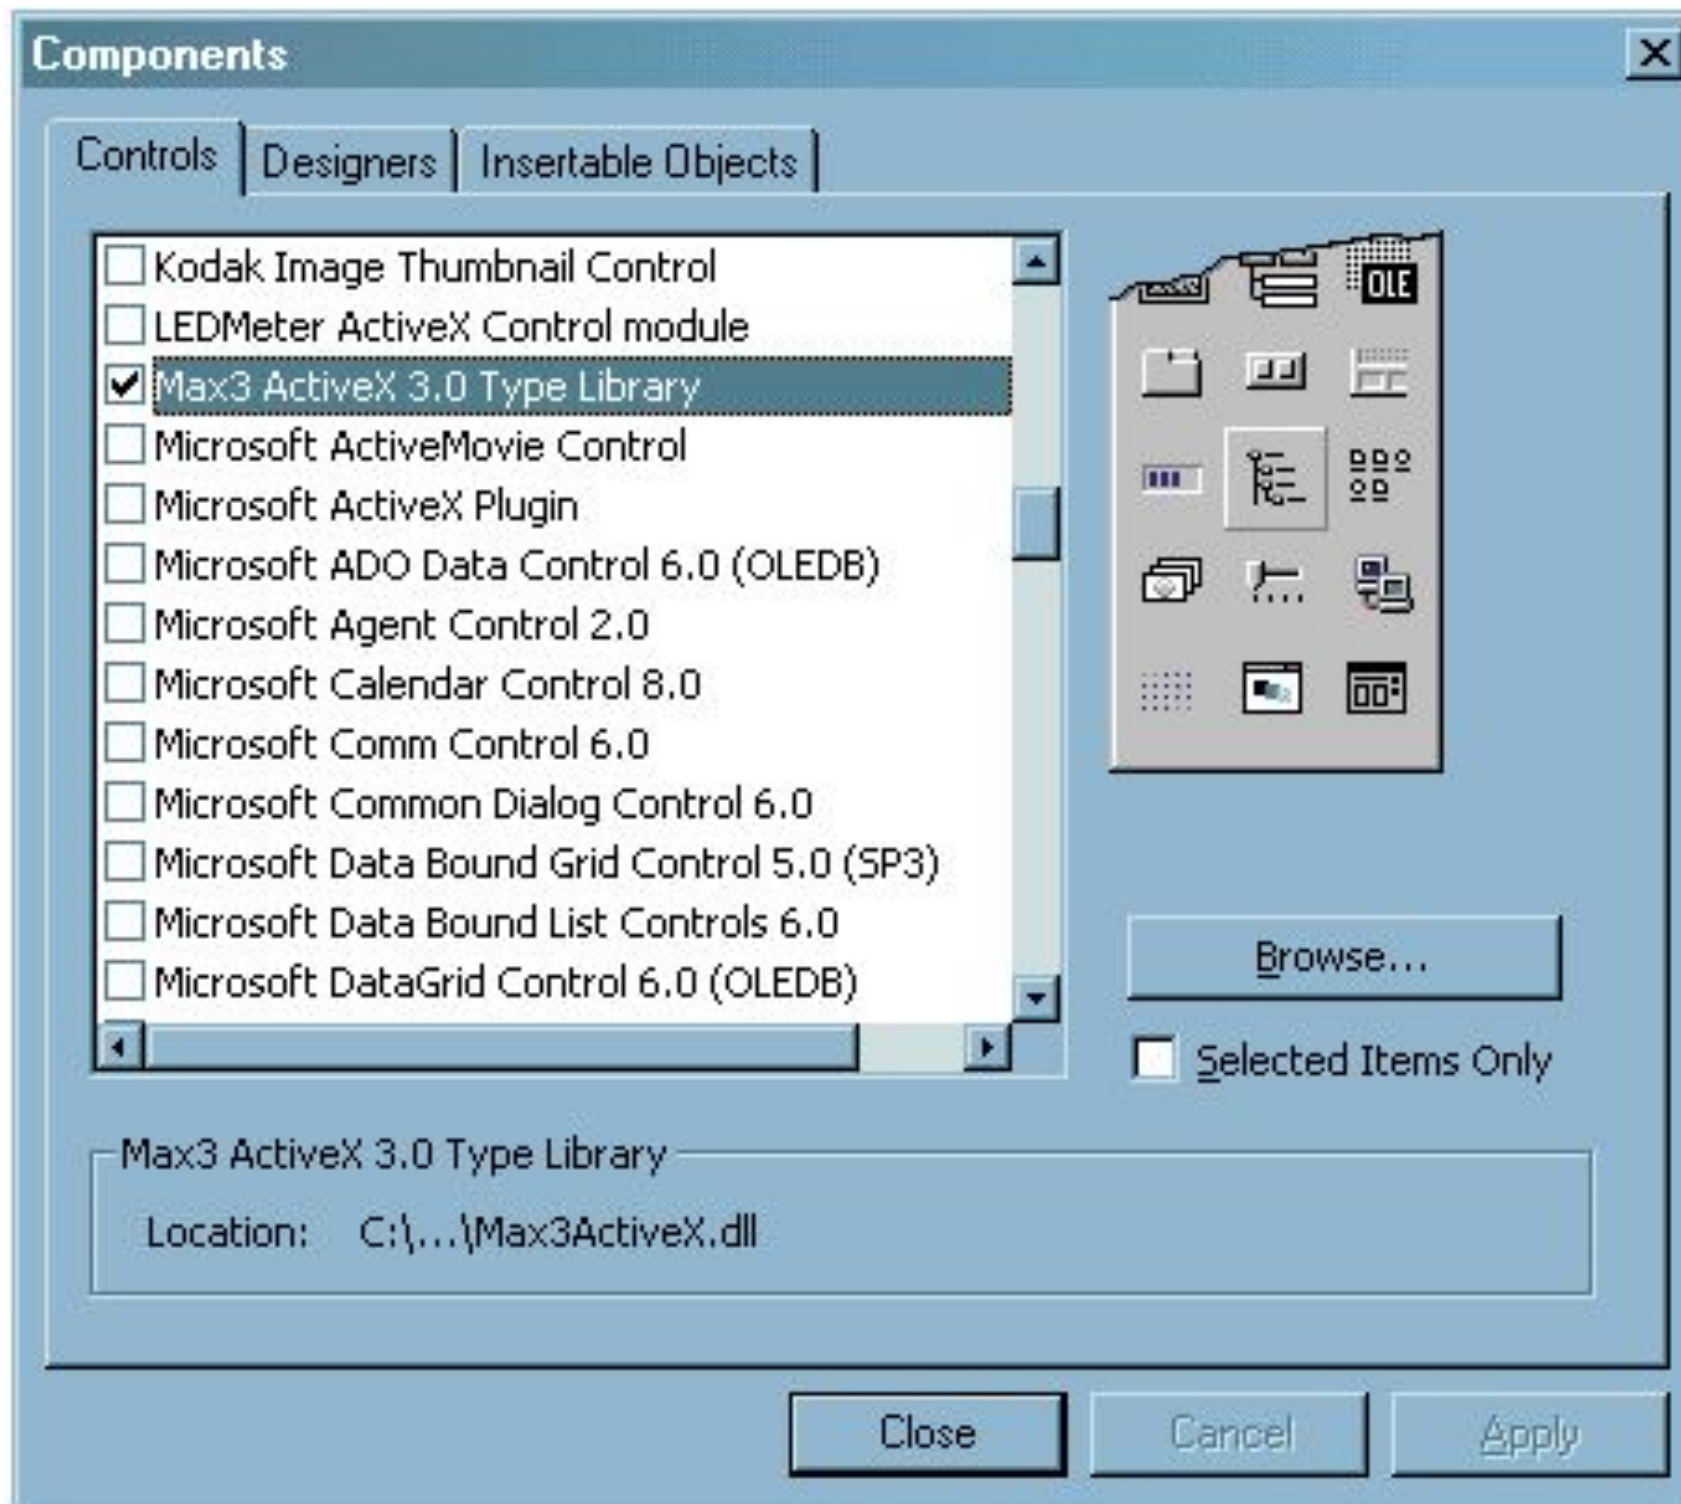 Components
Controls
Designers
Insertable Objects
Kodak Image Thumbnail Control
LEDMeter ActiveX Control module
Max3 ActiveX 3.0 Type Library
Microsoft ActiveMovie Control
Microsoft ActiveX Plugin
Microsoft ADO Data Control 6.0 (OLEDB)
Microsoft Agent Control 2.0
Microsoft Calendar Control 8.0
Microsoft Comm Control 6.0
Microsoft Common Dialog Control 6.0
Microsoft Data Bound Grid Control 5.0 (SP3)
Microsoft Data Bound List Controls 6.0
Microsoft DataGrid Control 6.0 (OLEDB)
OLE
Browse...
Selected Items Only
Max3 ActiveX 3.0 Type Library
Location: C:\...\Max3ActiveX.dll
Close
Cancel
Apply